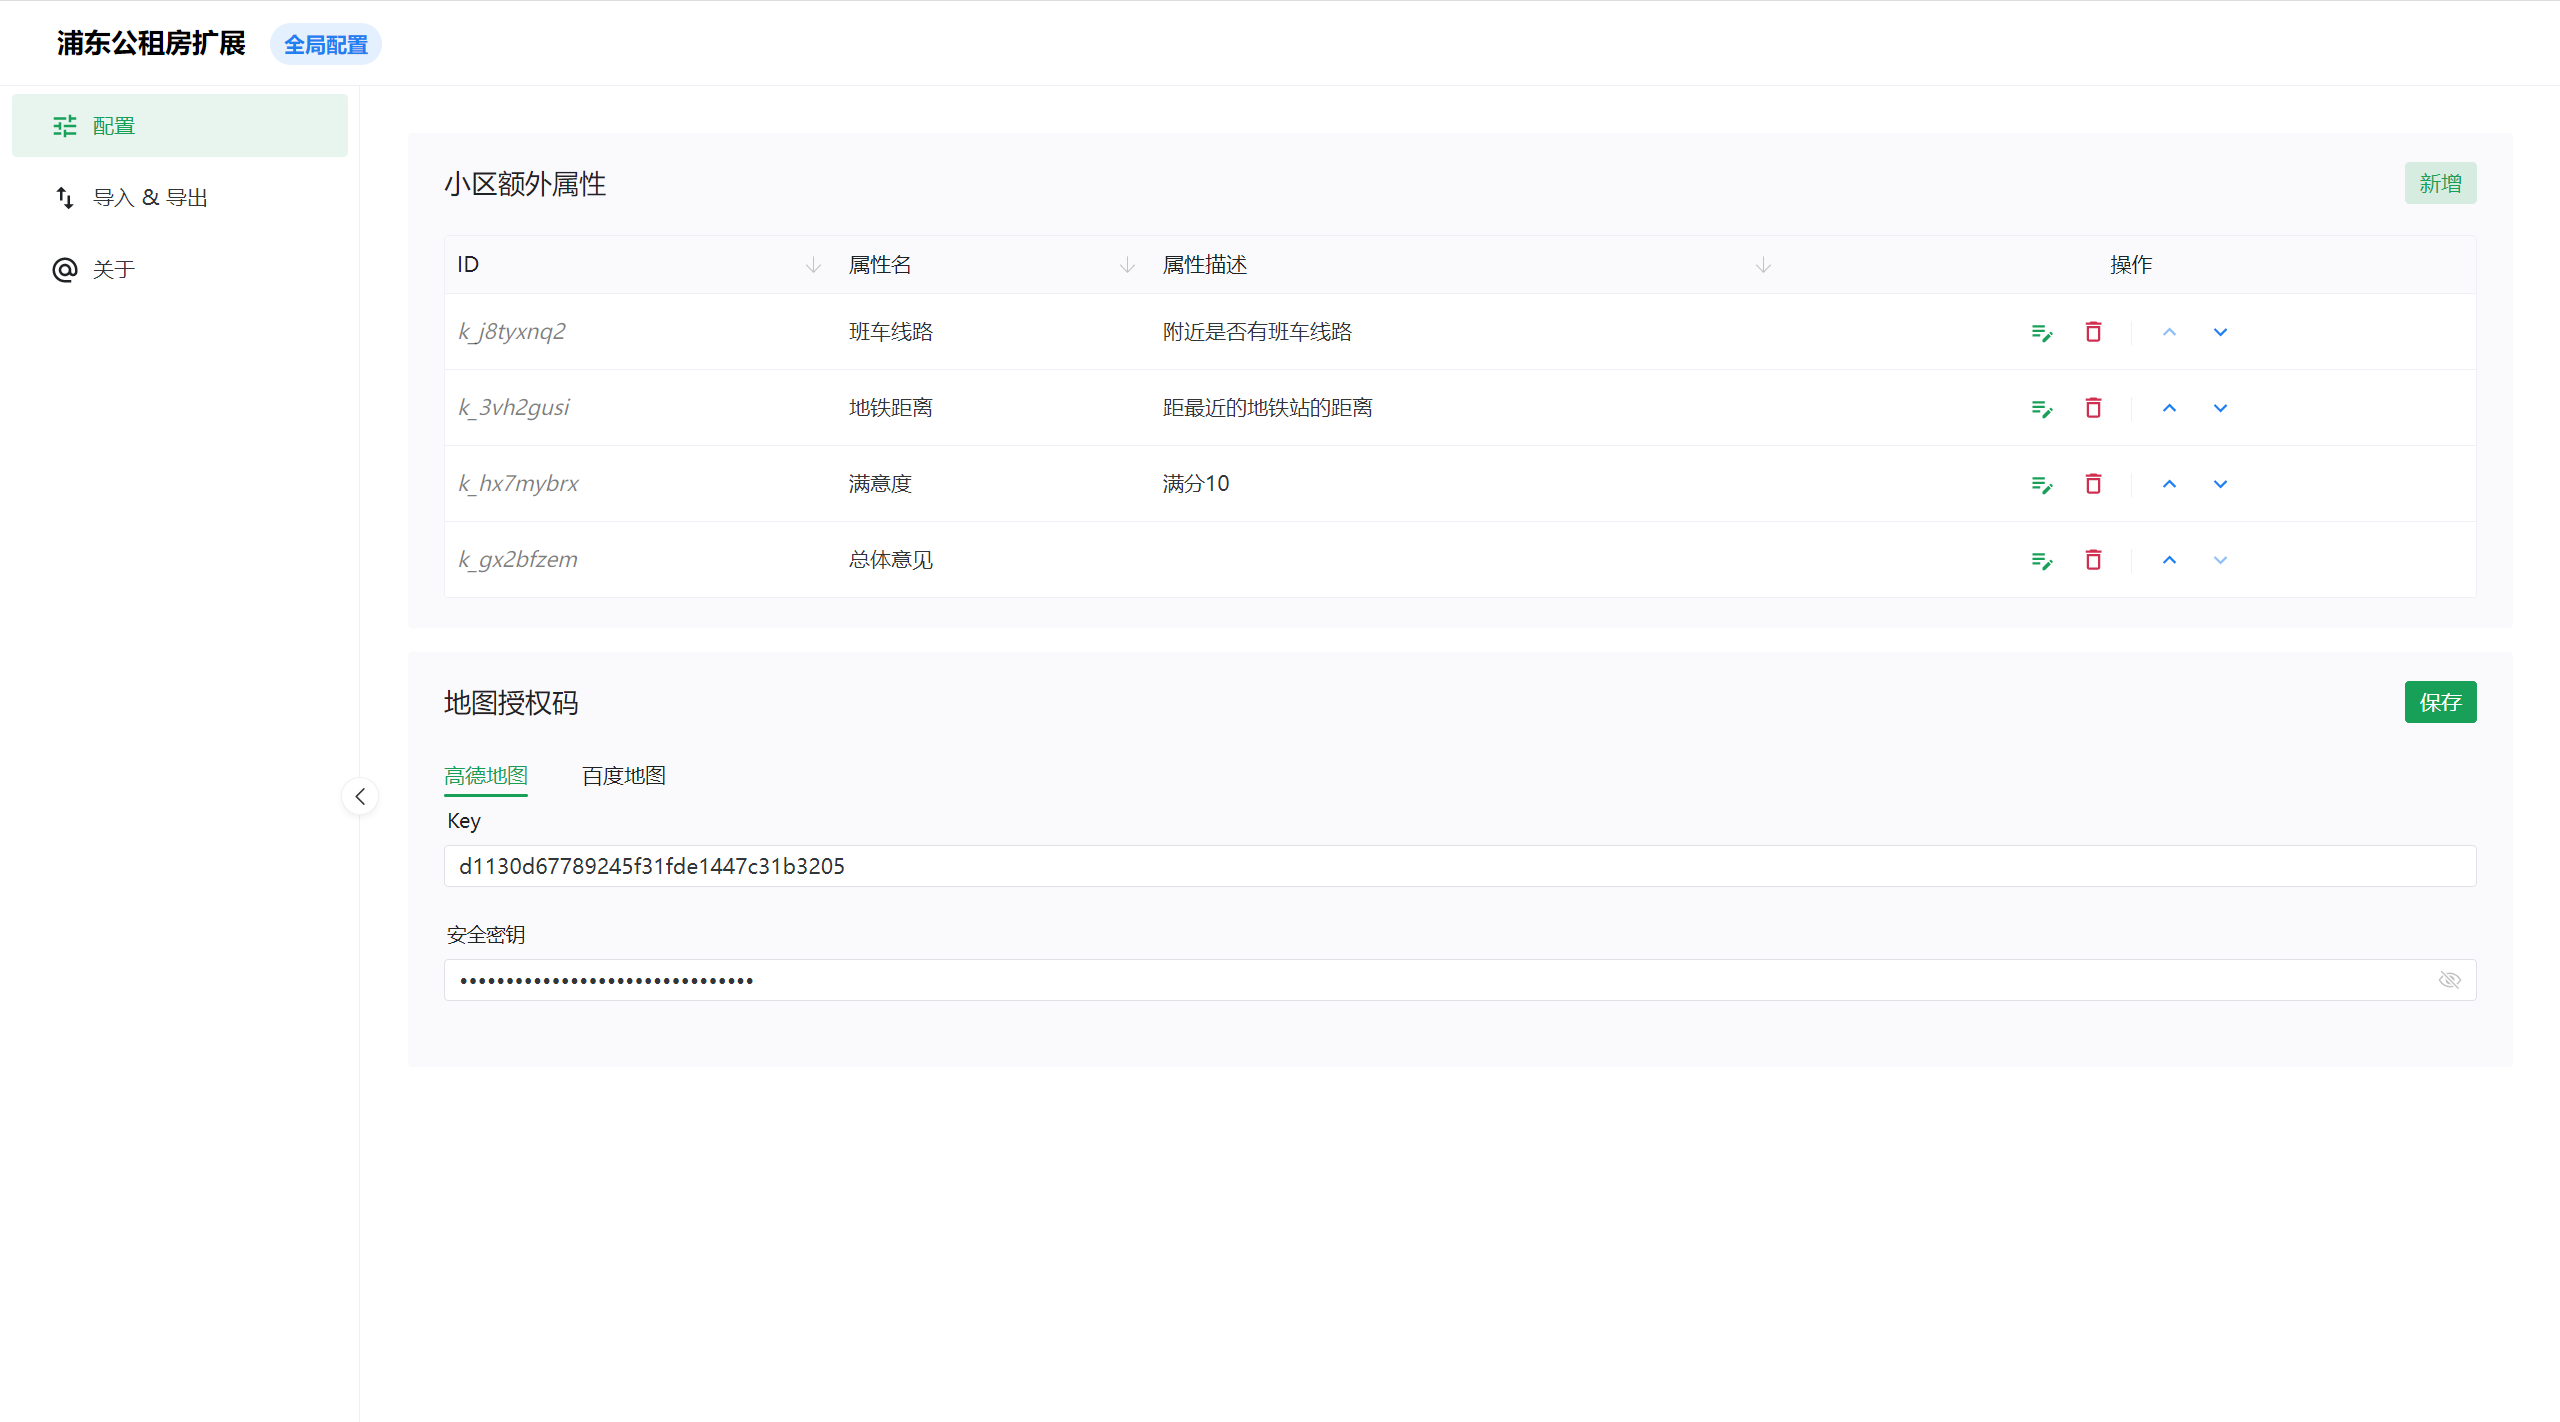 浦东公租房扩展 全局配置
配置
导入 & 导出
关于
小区额外属性 新增
ID 属性名 属性描述 操作
k_j8tyxnq2 班车线路 附近是否有班车线路
k_3vh2gusi 地铁距离 距最近的地铁站的距离
k_hx7mybrx 满意度 满分10
k_gx2bfzem 总体意见
地图授权码 保存
高德地图 百度地图
Key
d1130d67789245f31fde1447c31b3205
安全密钥
••••••••••••••••••••••••••••••••